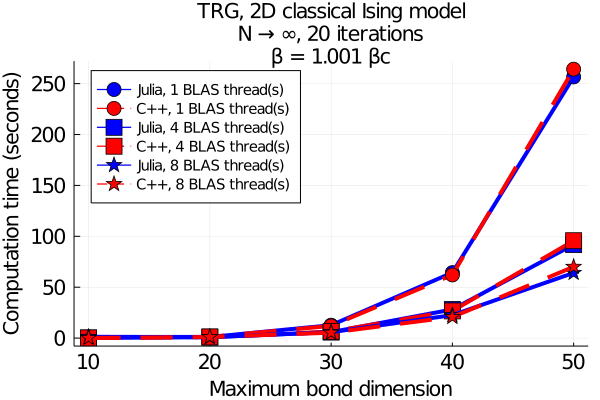 TRG, 2D classical Ising model
N → ∞, 20 iterations
β = 1.001 βc
Computation time (seconds)
250
200
150
100
50
0
Julia, 1 BLAS thread(s)
C++, 1 BLAS thread(s)
Julia, 4 BLAS thread(s)
C++, 4 BLAS thread(s)
Julia, 8 BLAS thread(s)
C++, 8 BLAS thread(s)
10 20 30 40 50
Maximum bond dimension